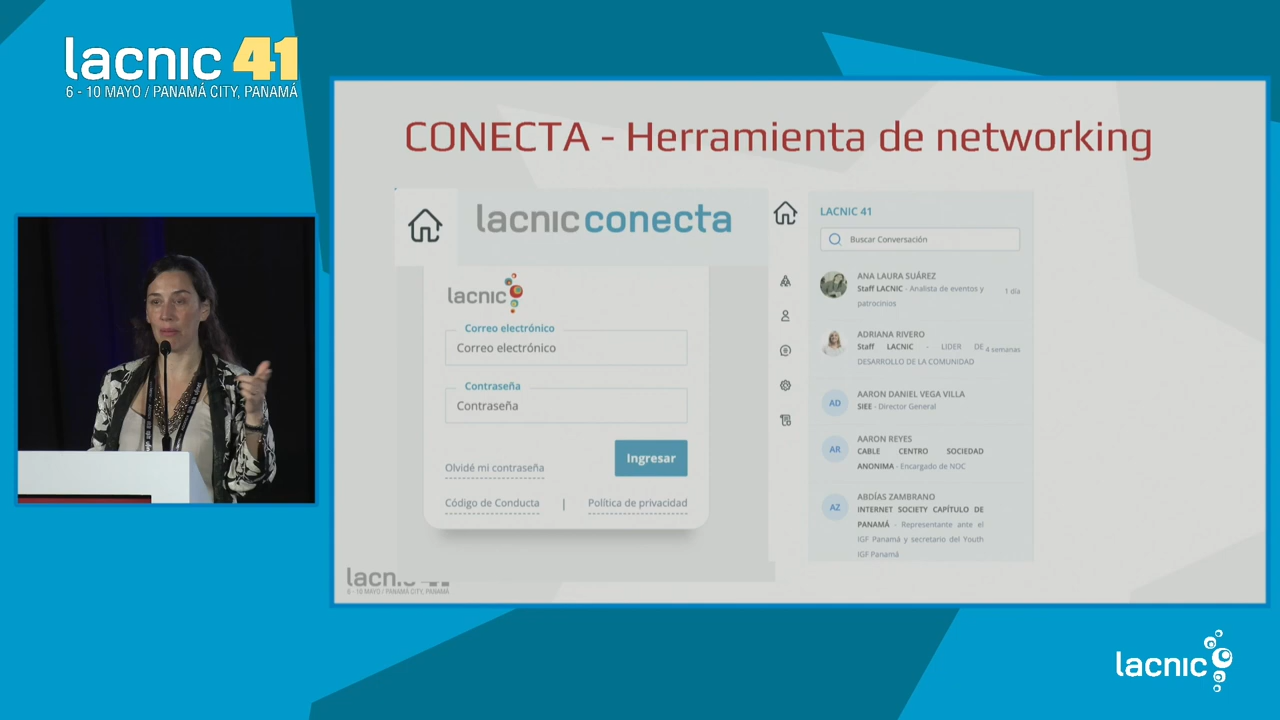 lacnic 41
6 - 10 MAYO / PANAMÁ CITY, PANAMÁ
CONECTA - Herramienta de networking
lacnic conecta
lacnic
Correo electrónico
Correo electrónico
Contraseña
Contraseña
Ingresar
Olvidé mi contraseña
Código de Conducta | Política de privacidad
LACNIC 41
Buscar Conversación
ANA LAURA SUÁREZ
Staff LACNIC - Analista de eventos y
patrocinios
1 día
ADRIANA RIVERO
Staff LACNIC - LIDER DE
DESARROLLO DE LA COMUNIDAD
4 semanas
AD
AARON DANIEL VEGA VILLA
SIEE - Director General
AR
AARON REYES
CABLE CENTRO SOCIEDAD
ANONIMA - Encargado de NOC
AZ
ABDÍAS ZAMBRANO
INTERNET SOCIETY CAPÍTULO DE
PANAMÁ - Representante ante el
IGF Panamá y secretario del Youth
IGF Panamá
lacnic 41
6 - 10 MAYO / PANAMÁ CITY, PANAMÁ
lacnic